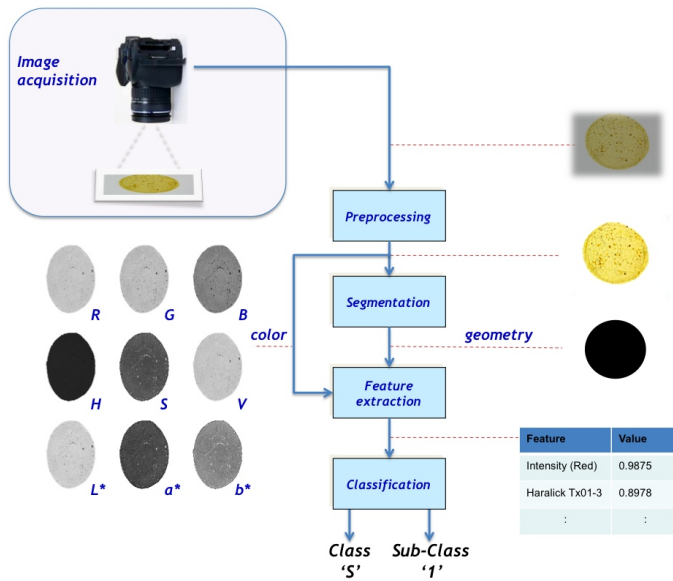 Image
acquisition
Preprocessing
R G B
Segmentation
color
geometry
H S V
Feature
extraction
Feature Value
Intensity (Red) 0.9875
Haralick Tx01-3 0.8978
: :
L* a* b*
Classification
Class
‘S’
Sub-Class
‘1’